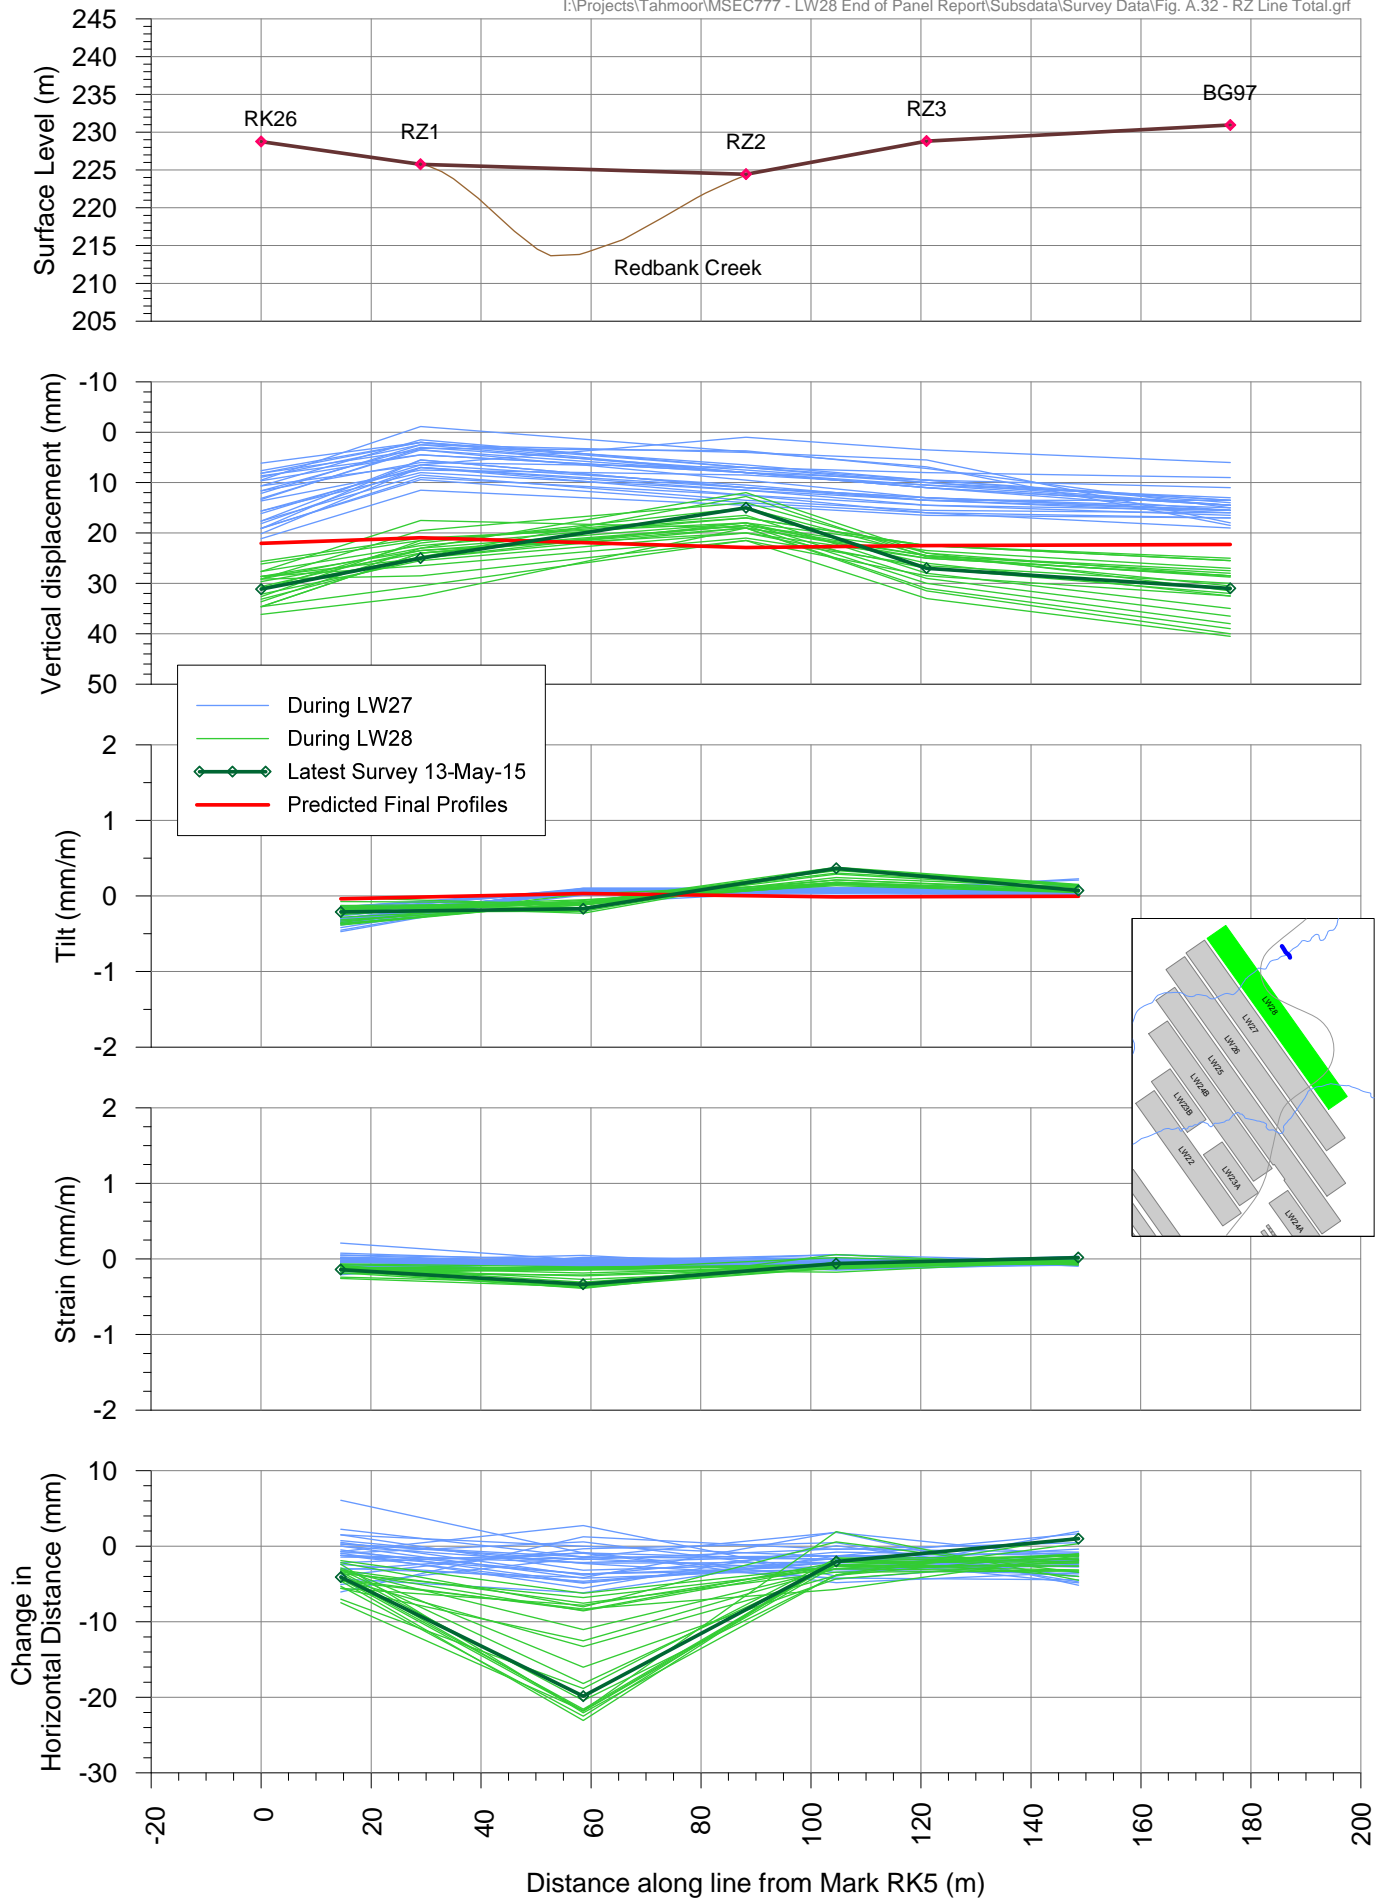 I:\Projects\Tahmoor\MSEC777 - LW28 End of Panel Report\Subsdata\Survey Data\Fig. A.32 - RZ Line Total.grf
245
240
235
230
225
220
215
210
205
Surface Level (m)
RK26
RZ1
RZ2
RZ3
BG97
Redbank Creek
-10
0
10
20
30
40
50
Vertical displacement (mm)
During LW27
During LW28
Latest Survey 13-May-15
Predicted Final Profiles
2
1
0
-1
-2
Tilt (mm/m)
LW28
LW27
LW26
LW25
LW24B
LW23B
LW22
LW23A
LW24A
2
1
0
-1
-2
Strain (mm/m)
10
0
-10
-20
-30
Change in
Horizontal Distance (mm)
-20
0
20
40
60
80
100
120
140
160
180
200
Distance along line from Mark RK5 (m)